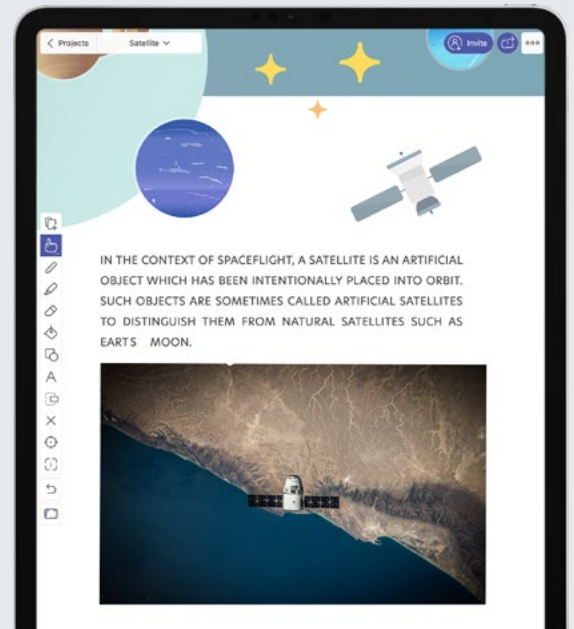 Projects
Satellite
Invite
IN THE CONTEXT OF SPACEFLIGHT, A SATELLITE IS AN ARTIFICIAL
OBJECT WHICH HAS BEEN INTENTIONALLY PLACED INTO ORBIT.
SUCH OBJECTS ARE SOMETIMES CALLED ARTIFICIAL SATELLITES
TO DISTINGUISH THEM FROM NATURAL SATELLITES SUCH AS
EARTS MOON.
A